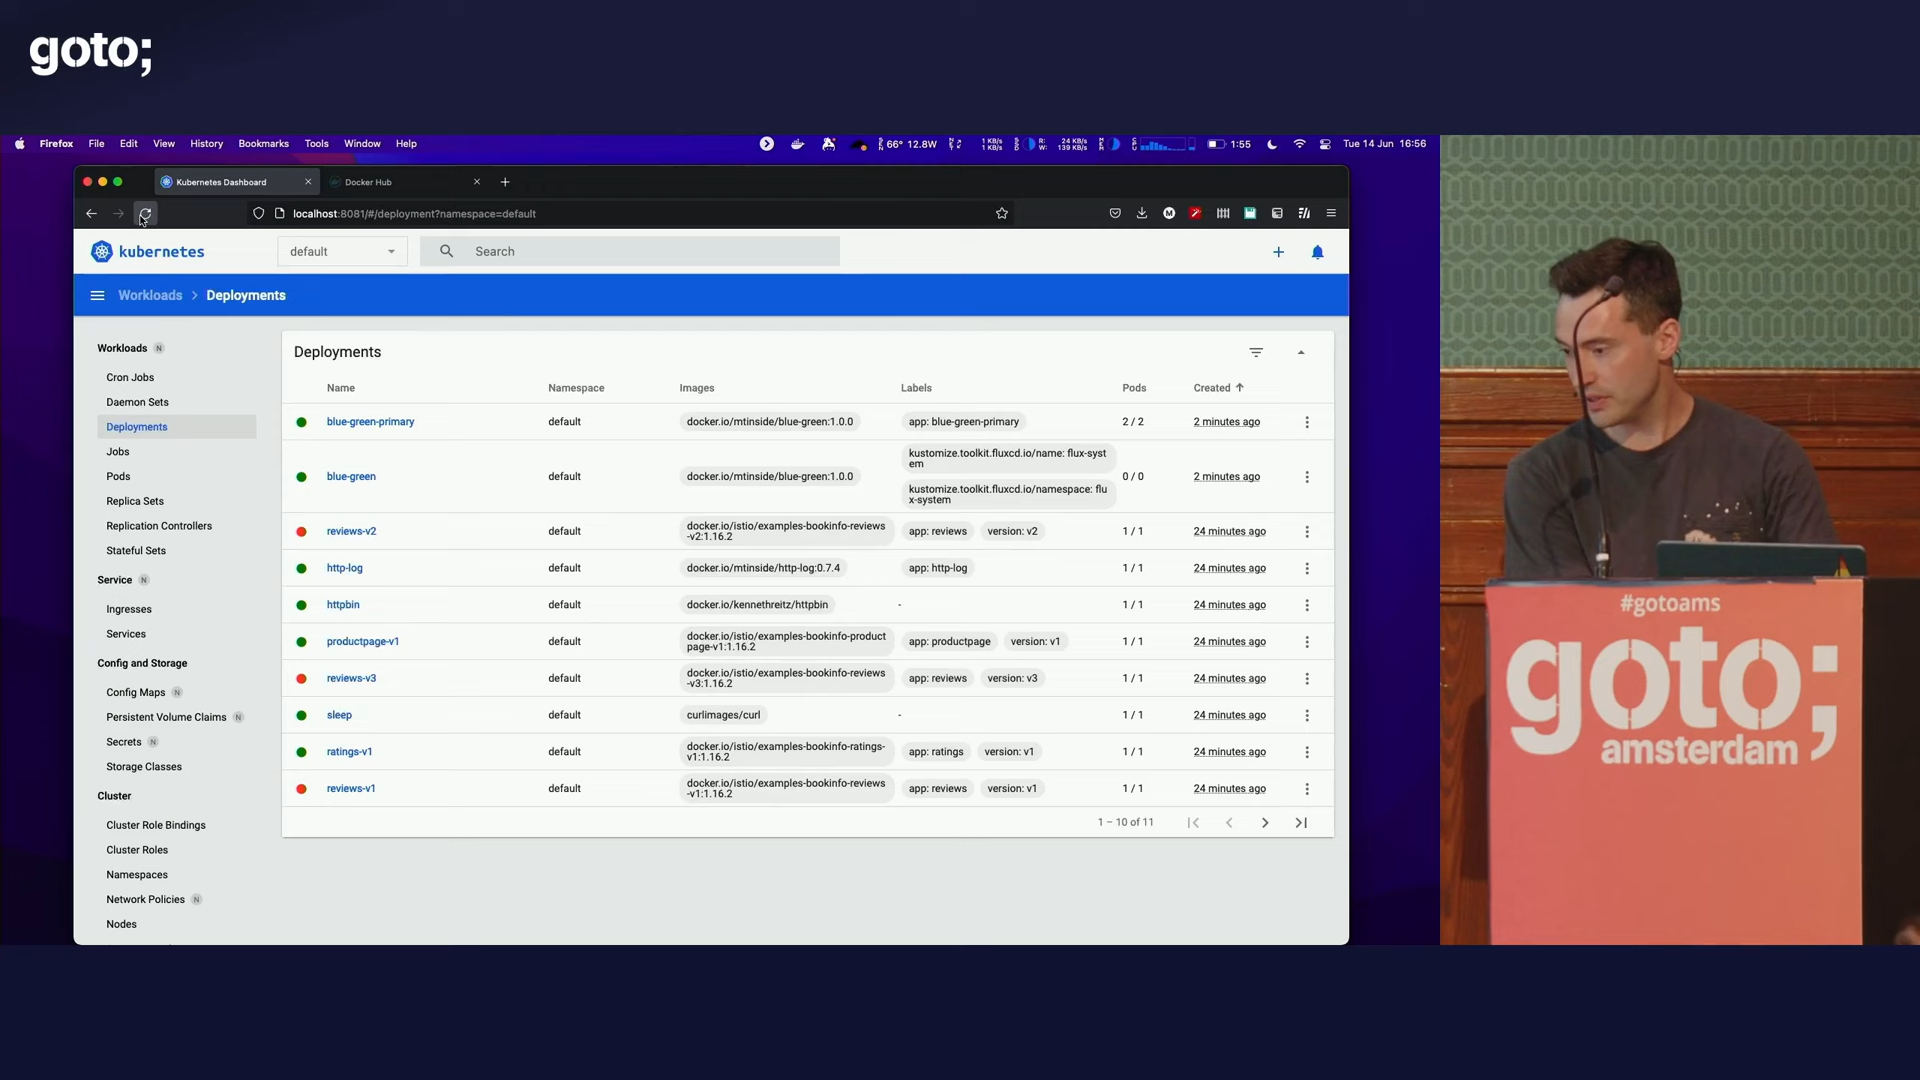 goto;
Firefox File Edit View History Bookmarks Tools Window Help
66° 12.8W 1 KB/s 1 KB/s R: W: 24 KB/s 139 KB/s 1:55 Tue 14 Jun 16:56
Kubernetes Dashboard
Docker Hub
localhost:8081/#/deployment?namespace=default
kubernetes
default
Search
Workloads > Deployments
Workloads N
Cron Jobs
Daemon Sets
Deployments
Jobs
Pods
Replica Sets
Replication Controllers
Stateful Sets
Service N
Ingresses
Services
Config and Storage
Config Maps N
Persistent Volume Claims N
Secrets N
Storage Classes
Cluster
Cluster Role Bindings
Cluster Roles
Namespaces
Network Policies N
Nodes
Deployments
Name Namespace Images Labels Pods Created
blue-green-primary default docker.io/mtinside/blue-green:1.0.0 app: blue-green-primary 2 / 2 2 minutes ago
kustomize.toolkit.fluxcd.io/name: flux-syst
em
blue-green default docker.io/mtinside/blue-green:1.0.0 0 / 0 2 minutes ago
kustomize.toolkit.fluxcd.io/namespace: flu
x-system
docker.io/istio/examples-bookinfo-reviews
-v2:1.16.2
reviews-v2 default app: reviews version: v2 1 / 1 24 minutes ago
http-log default docker.io/mtinside/http-log:0.7.4 app: http-log 1 / 1 24 minutes ago
httpbin default docker.io/kennethreitz/httpbin - 1 / 1 24 minutes ago
docker.io/istio/examples-bookinfo-product
page-v1:1.16.2
productpage-v1 default app: productpage version: v1 1 / 1 24 minutes ago
docker.io/istio/examples-bookinfo-reviews
-v3:1.16.2
reviews-v3 default app: reviews version: v3 1 / 1 24 minutes ago
sleep default curlimages/curl - 1 / 1 24 minutes ago
docker.io/istio/examples-bookinfo-ratings-
v1:1.16.2
ratings-v1 default app: ratings version: v1 1 / 1 24 minutes ago
docker.io/istio/examples-bookinfo-reviews
-v1:1.16.2
reviews-v1 default app: reviews version: v1 1 / 1 24 minutes ago
1 – 10 of 11
#gotoams
goto;
amsterdam